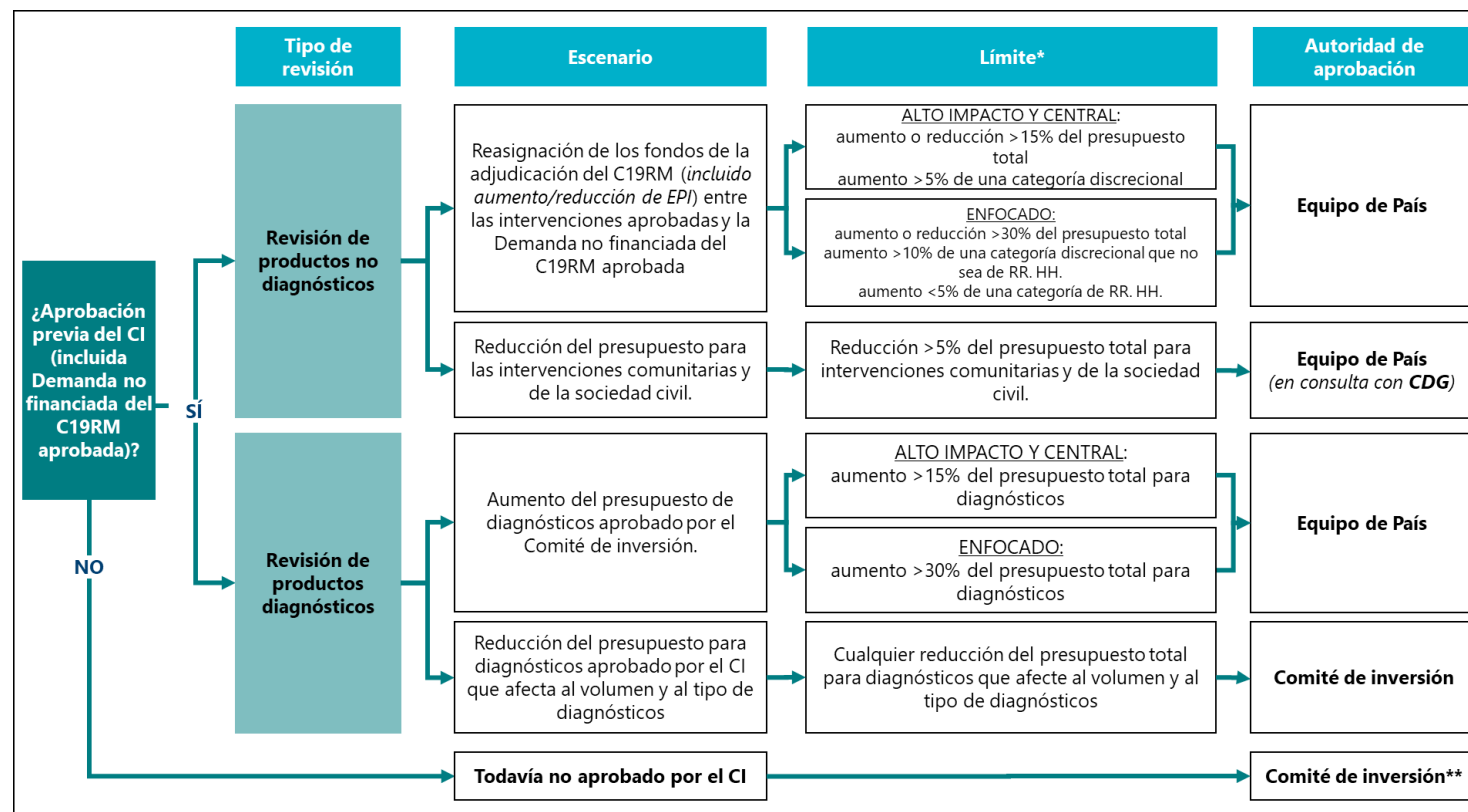 Tipo de
revisión
Escenario
Límite*
Autoridad de
aprobación
¿Aprobación
previa del CI
(incluida
Demanda no
financiada del
C19RM
aprobada)?
SÍ
NO
Revisión de
productos no
diagnósticos
Reasignación de los fondos de la
adjudicación del C19RM (incluido
aumento/reducción de EPI) entre
las intervenciones aprobadas y la
Demanda no financiada del
C19RM aprobada
ALTO IMPACTO Y CENTRAL:
aumento o reducción >15% del presupuesto
total
aumento >5% de una categoría discrecional
ENFOCADO:
aumento o reducción >30% del presupuesto total
aumento >10% de una categoría discrecional que no
sea de RR. HH.
aumento <5% de una categoría de RR. HH.
Equipo de País
Reducción del presupuesto para
las intervenciones comunitarias y
de la sociedad civil.
Reducción >5% del presupuesto total para
intervenciones comunitarias y de la sociedad
civil.
Equipo de País
(en consulta con CDG)
Revisión de
productos
diagnósticos
Aumento del presupuesto de
diagnósticos aprobado por el
Comité de inversión.
ALTO IMPACTO Y CENTRAL:
aumento >15% del presupuesto total para
diagnósticos
ENFOCADO:
aumento >30% del presupuesto total para
diagnósticos
Equipo de País
Reducción del presupuesto para
diagnósticos aprobado por el CI
que afecta al volumen y al tipo de
diagnósticos
Cualquier reducción del presupuesto total
para diagnósticos que afecte al volumen y al
tipo de diagnósticos
Comité de inversión
Todavía no aprobado por el CI
Comité de inversión**